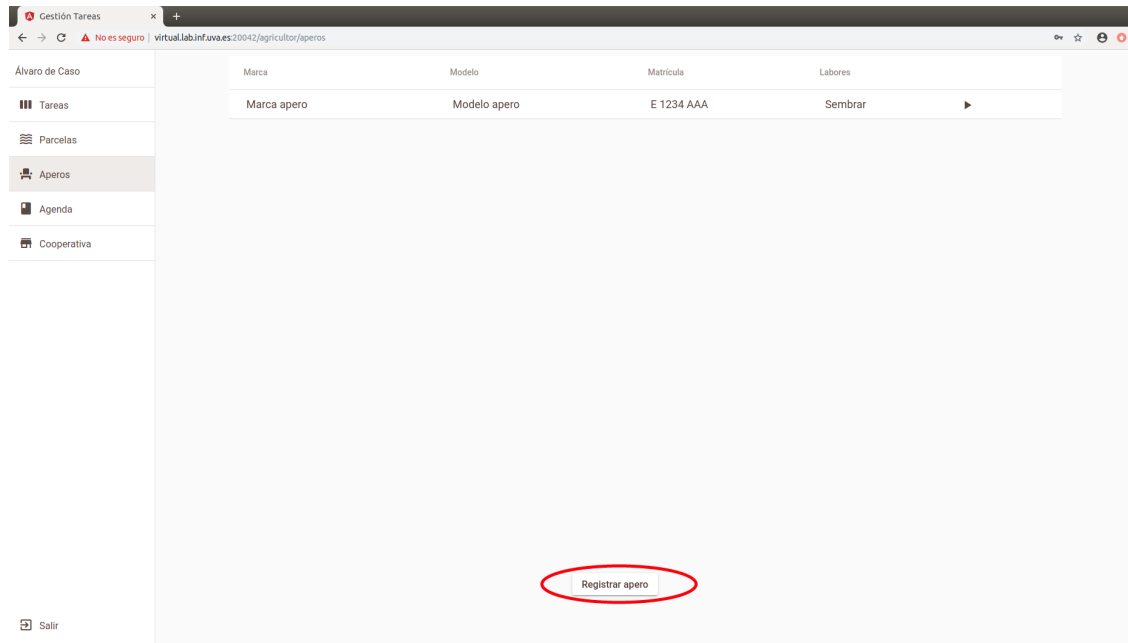 Gestión Tareas
No es seguro | virtual.lab.inf.uva.es:20042/agricultor/aperos
Álvaro de Caso
Tareas
Parcelas
Aperos
Agenda
Cooperativa
Salir
Marca Modelo Matrícula Labores
Marca apero Modelo apero E 1234 AAA Sembrar
Registrar apero